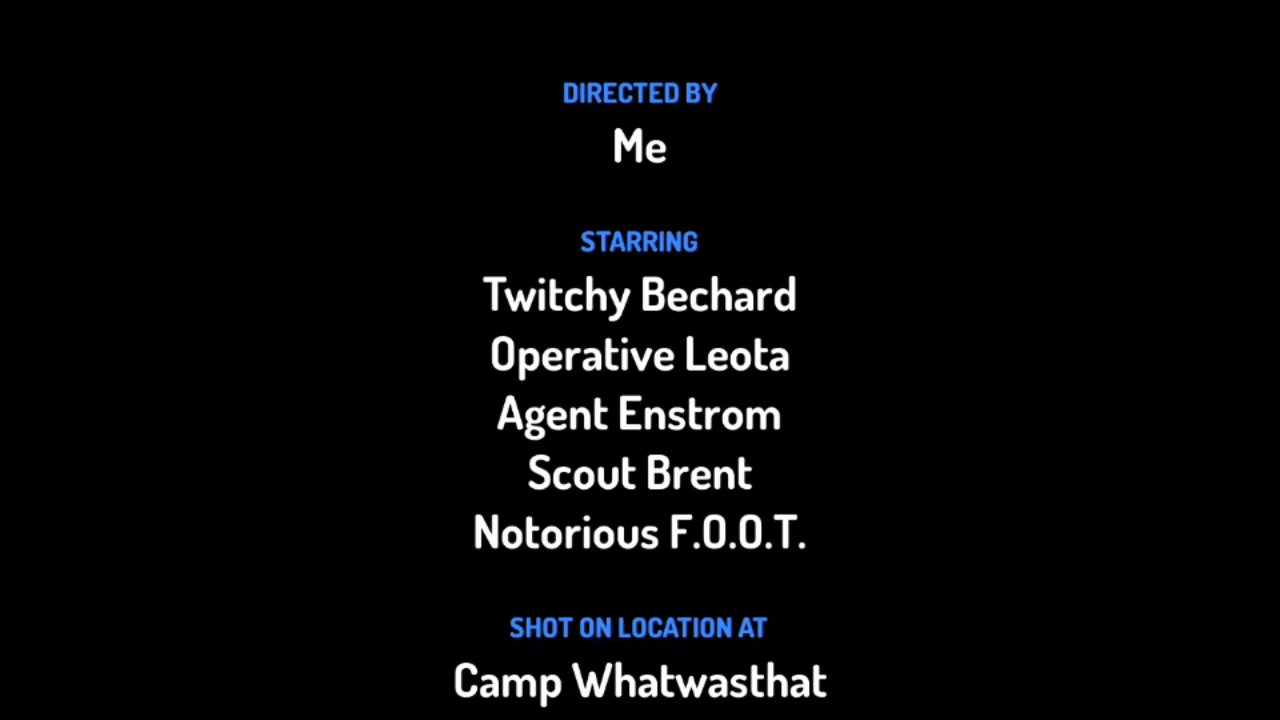 DIRECTED BY
Me
STARRING
Twitchy Bechard
Operative Leota
Agent Enstrom
Scout Brent
Notorious F.O.O.T.
SHOT ON LOCATION AT
Camp Whatwasthat